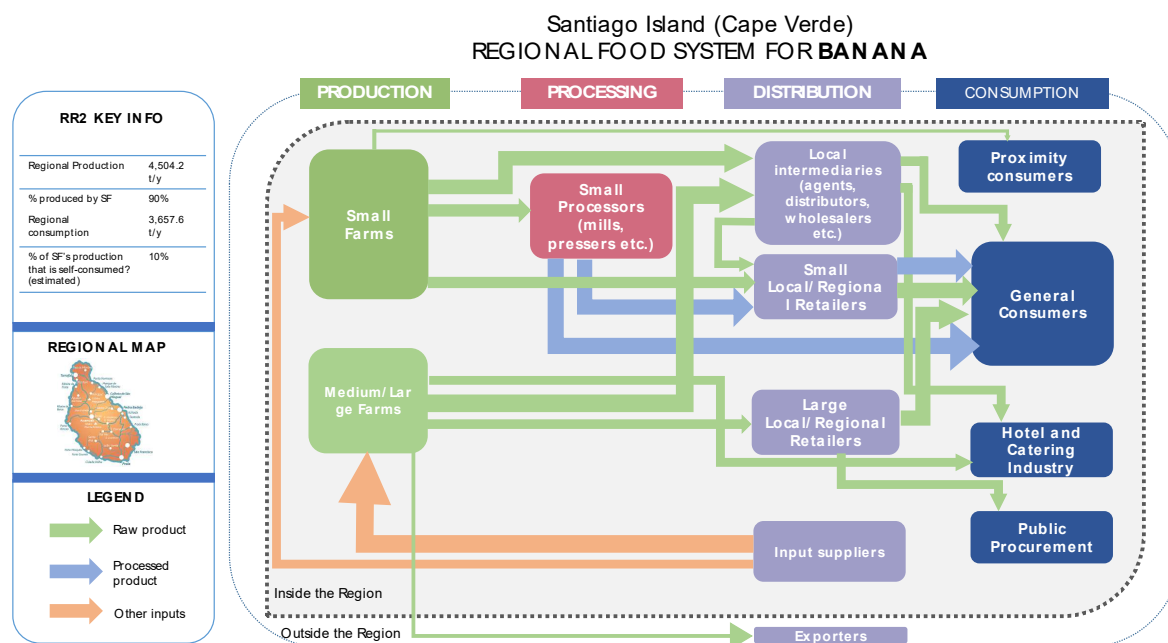 Santiago Island (Cape Verde)
REGIONAL FOOD SYSTEM FOR BANANA
PRODUCTION
PROCESSING
DISTRIBUTION
CONSUMPTION
RR2 KEY INFO
Regional Production
4,504.2
t/y
% produced by SF
90%
Regional
consumption
3,657.6
t/y
% of SF's production
that is self-consumed?
(estimated)
10%
REGIONAL MAP
LEGEND
Raw product
Processed
product
Other inputs
Small
Farms
Medium/ Lar
ge Farms
Small
Processors
(mills,
pressers etc.)
Local
intermediaries
(agents,
distributors,
wholesalers
etc.)
Small
Local/ Regiona
l Retailers
Large
Local/ Regional
Retailers
Input suppliers
Exporters
Proximity
consumers
General
Consumers
Hotel and
Catering
Industry
Public
Procurement
Inside the Region
Outside the Region